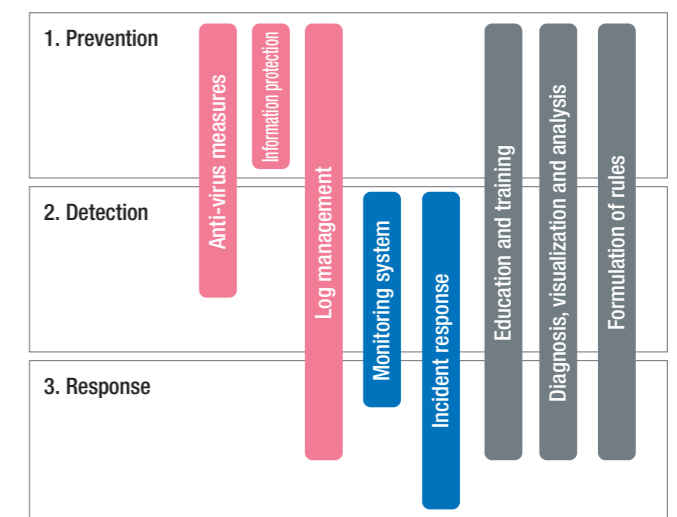 1. Prevention
Anti-virus measures
Information protection
Log management
2. Detection
Monitoring system
Incident response
Education and training
Diagnosis, visualization and analysis
Formulation of rules
3. Response